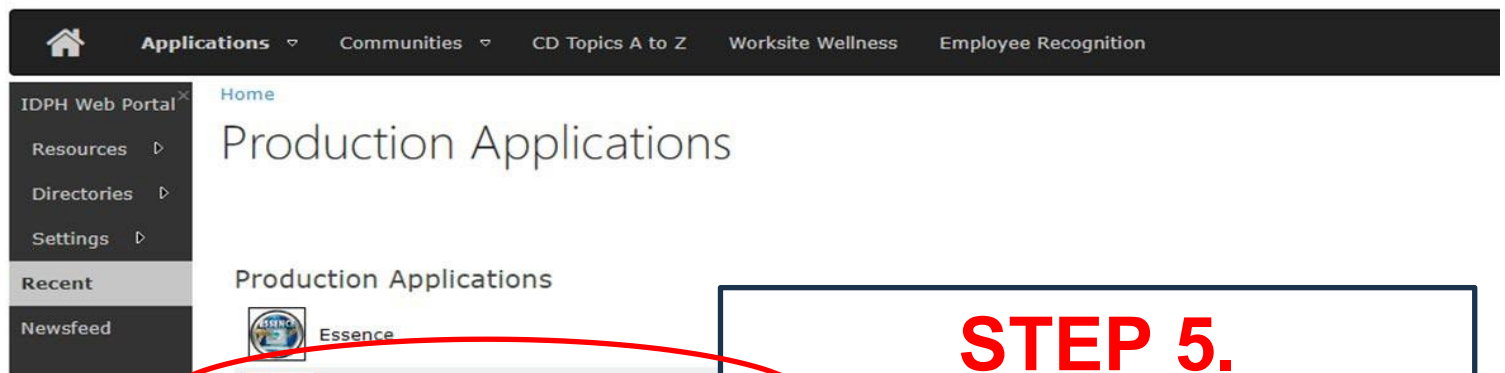 Applications Communities CD Topics A to Z Worksite Wellness Employee Recognition
IDPH Web Portal
Resources
Directories
Settings
Recent
Newsfeed
Home
Production Applications
Production Applications
ESSENCE
Essence
STEP 5.